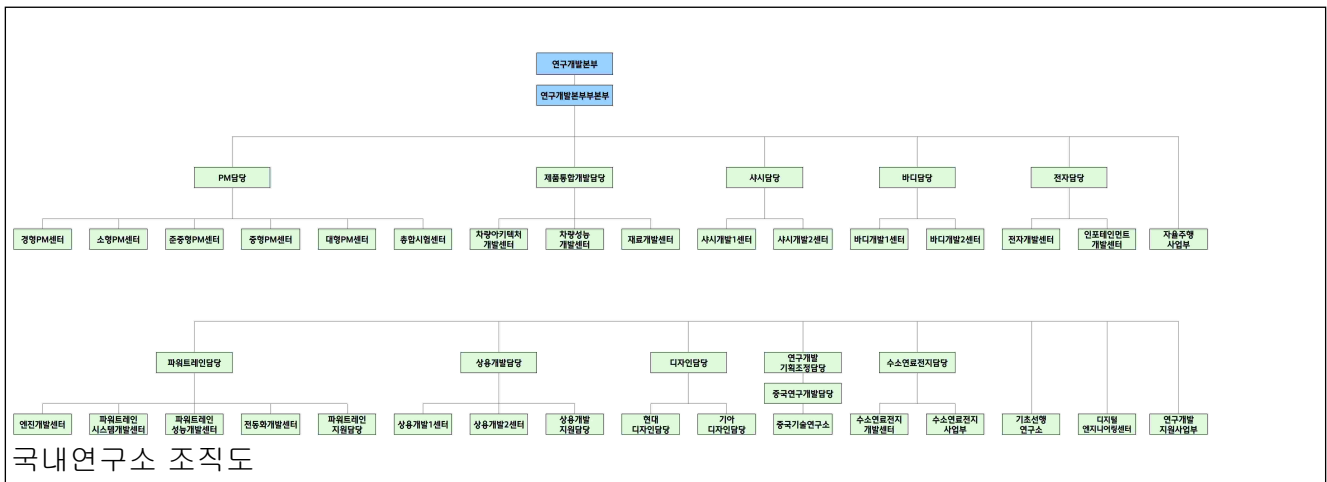 연구개발본부
연구개발본부부본부
PM담당
제품통합개발담당
샤시담당
바디담당
전자담당
경형PM센터
소형PM센터
준중형PM센터
중형PM센터
대형PM센터
총합시험센터
차량아키텍처
개발센터
차량성능
개발센터
재료개발센터
샤시개발1센터
샤시개발2센터
바디개발1센터
바디개발2센터
전자개발센터
인포테인먼트
개발센터
자율주행
사업부
파워트레인담당
상용개발담당
디자인담당
연구개발
기획조정담당
수소연료전지담당
중국연구개발담당
엔진개발센터
파워트레인
시스템개발센터
파워트레인
성능개발센터
전동화개발센터
파워트레인
지원담당
상용개발1센터
상용개발2센터
상용개발
지원담당
현대
디자인담당
기아
디자인담당
중국기술연구소
수소연료전지
개발센터
수소연료전지
사업부
기초선행
연구소
디지털
엔지니어링센터
연구개발
지원사업부
국내연구소 조직도